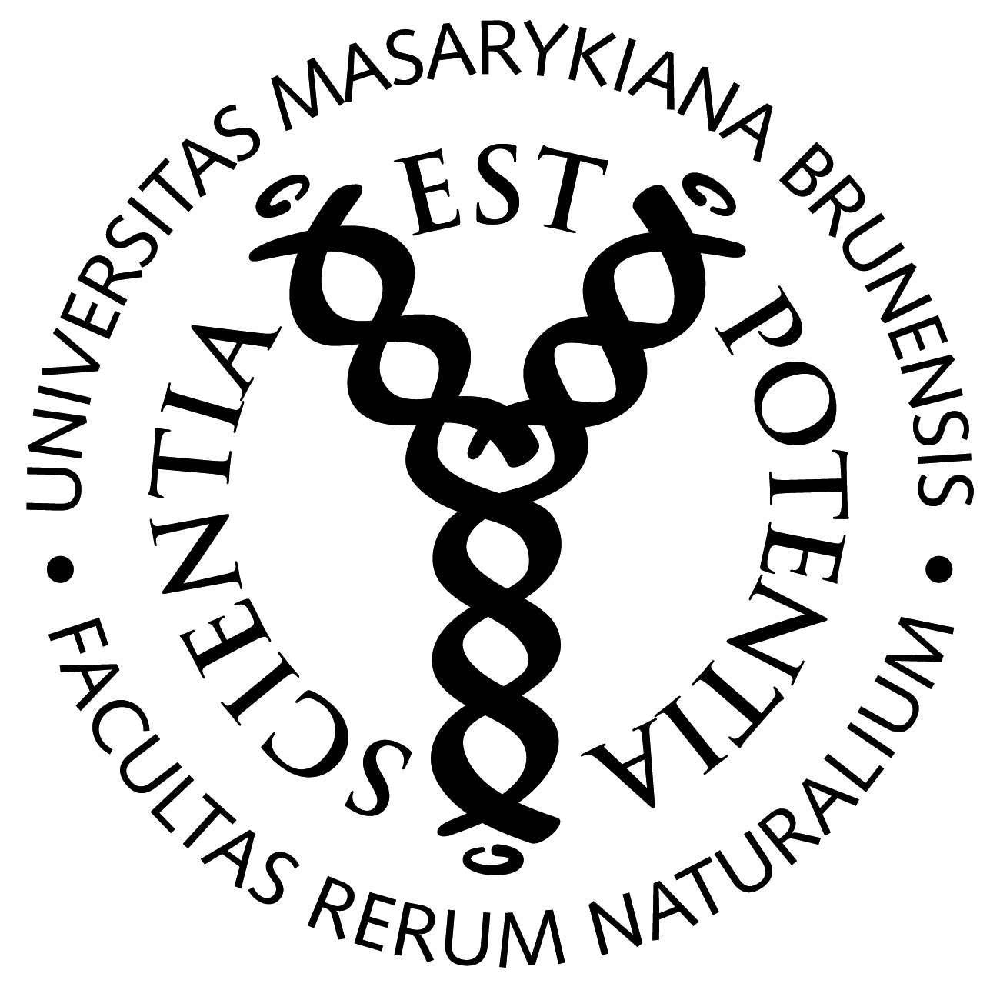 UNIVERSITAS MASARYKIANA BRUNENSIS
• FACULTAS RERUM NATURALIUM •
SCIENTIA EST POTENTIA
G
G
G